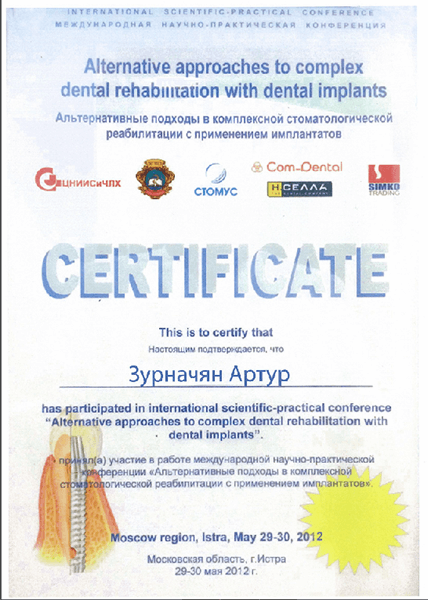 INTERNATIONAL SCIENTIFIC-PRACTICAL CONFERENCE
МЕЖДУНАРОДНАЯ НАУЧНО-ПРАКТИЧЕСКАЯ КОНФЕРЕНЦИЯ
Alternative approaches to complex
dental rehabilitation with dental implants
Альтернативные подходы в комплексной стоматологической
реабилитации с применением имплантатов
ЦНИИСиЧЛХ
СТОМУС
Com-Dental
Н СЕЛЛА
SIMKO
TRADING
CERTIFICATE
This is to certify that
Настоящим подтверждается, что
Зурначян Артур
has participated in international scientific-practical conference
“Alternative approaches to complex dental rehabilitation with
dental implants”.
принял(а) участие в работе международной научно-практической
конференции «Альтернативные подходы в комплексной
стоматологической реабилитации с применением имплантатов».
Moscow region, Istra, May 29-30, 2012
Московская область, г.Истра
29-30 мая 2012 г.